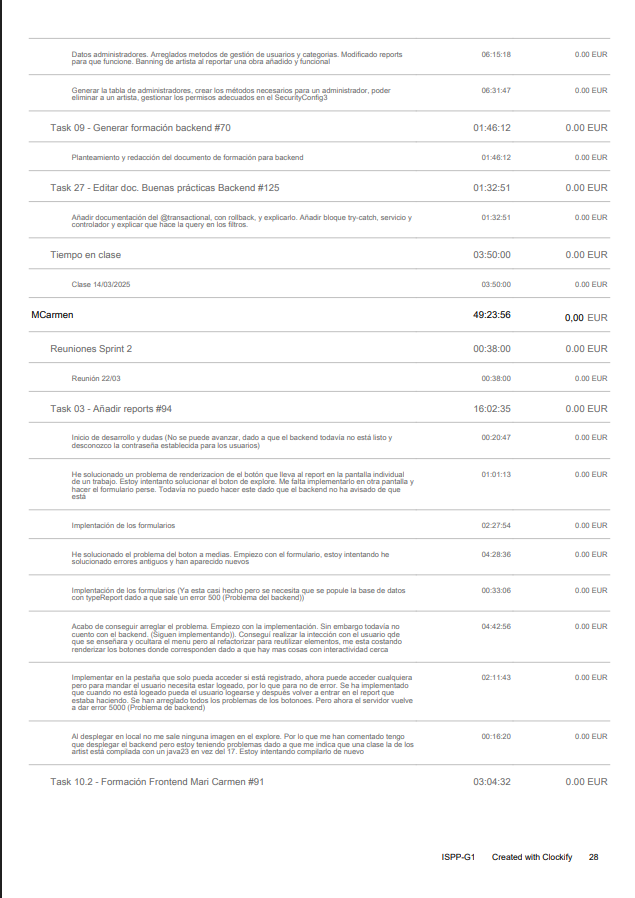 Datos administradores. Arreglados metodos de gestión de usuarios y categorias. Modificado reports 06:15:18 0.00 EUR
para que funcione. Banning de artista al reportar una obra añadido y funcional
Generar la tabla de administradores, crear los métodos necesarios para un administrador, poder 06:31:47 0.00 EUR
eliminar a un artista, gestionar los permisos adecuados en el SecurityConfig3
Task 09 - Generar formación backend #70 01:46:12 0.00 EUR
Planteamiento y redacción del documento de formación para backend 01:46:12 0.00 EUR
Task 27 - Editar doc. Buenas prácticas Backend #125 01:32:51 0.00 EUR
Añadir documentación del @transactional, con rollback, y explicarlo. Añadir bloque try-catch, servicio y 01:32:51 0.00 EUR
controlador y explicar que hace la query en los filtros.
Tiempo en clase 03:50:00 0.00 EUR
Clase 14/03/2025 03:50:00 0.00 EUR
MCarmen 49:23:56 0,00 EUR
Reuniones Sprint 2 00:38:00 0.00 EUR
Reunión 22/03 00:38:00 0.00 EUR
Task 03 - Añadir reports #94 16:02:35 0.00 EUR
Inicio de desarrollo y dudas (No se puede avanzar, dado a que el backend todavía no está listo y 00:20:47 0.00 EUR
desconozco la contraseña establecida para los usuarios)
He solucionado un problema de renderizacion de el botón que lleva al report en la pantalla individual 01:01:13 0.00 EUR
de un trabajo. Estoy intentanto solucionar el boton de explore. Me falta implementarlo en otra pantalla y
hacer el formulario perse. Todavía no puedo hacer este dado que el backend no ha avisado de que
está
Implentación de los formularios 02:27:54 0.00 EUR
He solucionado el problema del boton a medias. Empiezo con el formulario, estoy intentando he 04:28:36 0.00 EUR
solucionado errores antiguos y han aparecido nuevos
Implentación de los formularios (Ya esta casi hecho pero se necesita que se popule la base de datos 00:33:06 0.00 EUR
con typeReport dado a que sale un error 500 (Problema del backend))
Acabo de conseguir arreglar el problema. Empiezo con la implementación. Sin embargo todavía no 04:42:56 0.00 EUR
cuento con el backend. (Siguen implementando)). Consegui realizar la intección con el usuario qde
que se enseñara y ocultara el menu pero al refactorizar para reutilizar elementos, me esta costando
renderizar los botones donde corresponden dado a que hay mas cosas con interactividad cerca
Implementar en la pestaña que solo pueda acceder si está registrado, ahora puede acceder cualquiera 02:11:43 0.00 EUR
pero para mandar el usuario necesita estar logeado, por lo que para no de error. Se ha implementado
que cuando no está logeado pueda el usuario logearse y después volver a entrar en el report que
estaba haciendo. Se han arreglado todos los problemas de los botonoes. Pero ahora el servidor vuelve
a dar error 5000 (Problema de backend)
Al desplegar en local no me sale ninguna imagen en el explore. Por lo que me han comentado tengo 00:16:20 0.00 EUR
que desplegar el backend pero estoy teniendo problemas dado a que me indica que una clase la de los
artist está compilada con un java23 en vez del 17. Estoy intentando compilarlo de nuevo
Task 10.2 - Formación Frontend Mari Carmen #91 03:04:32 0.00 EUR
ISPP-G1 Created with Clockify 28